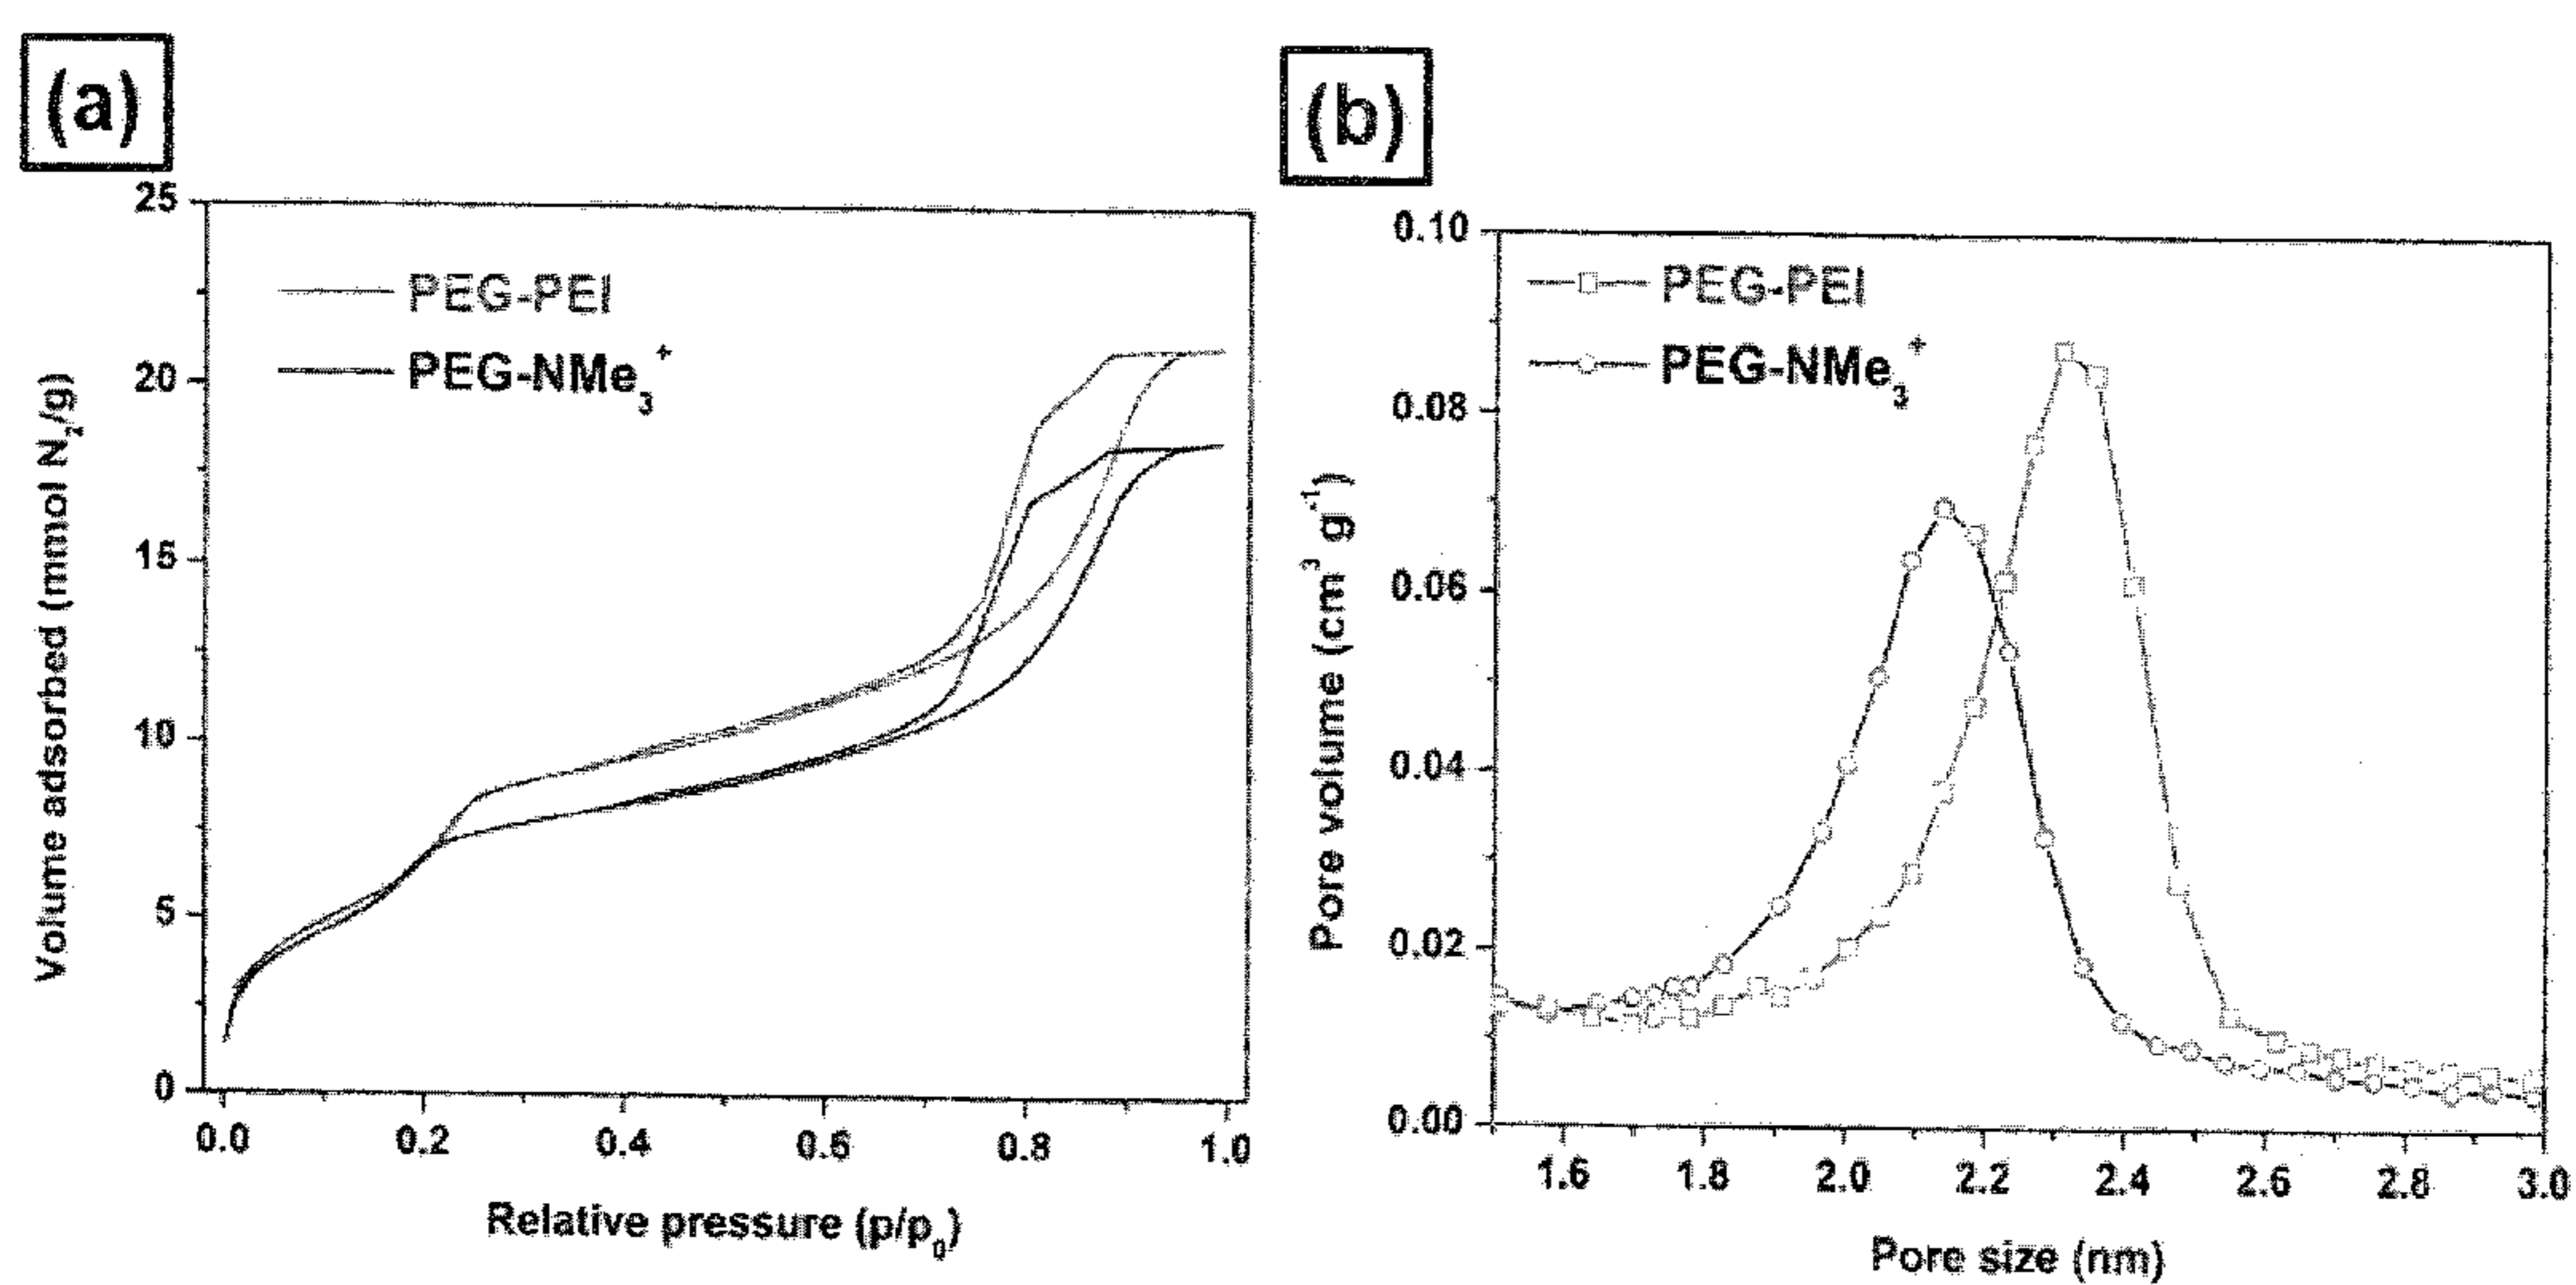 (a)
25
20
15
10
5
0
Volume adsorbed (mmol N₂/g)
PEG-PEI
PEG-NMe₃⁺
0.0 0.2 0.4 0.6 0.8 1.0
Relative pressure (p/p₀)
(b)
0.10
0.08
0.06
0.04
0.02
0.00
Pore volume (cm³ g⁻¹)
PEG-PEI
PEG-NMe₃⁺
1.6 1.8 2.0 2.2 2.4 2.6 2.8 3.0
Pore size (nm)